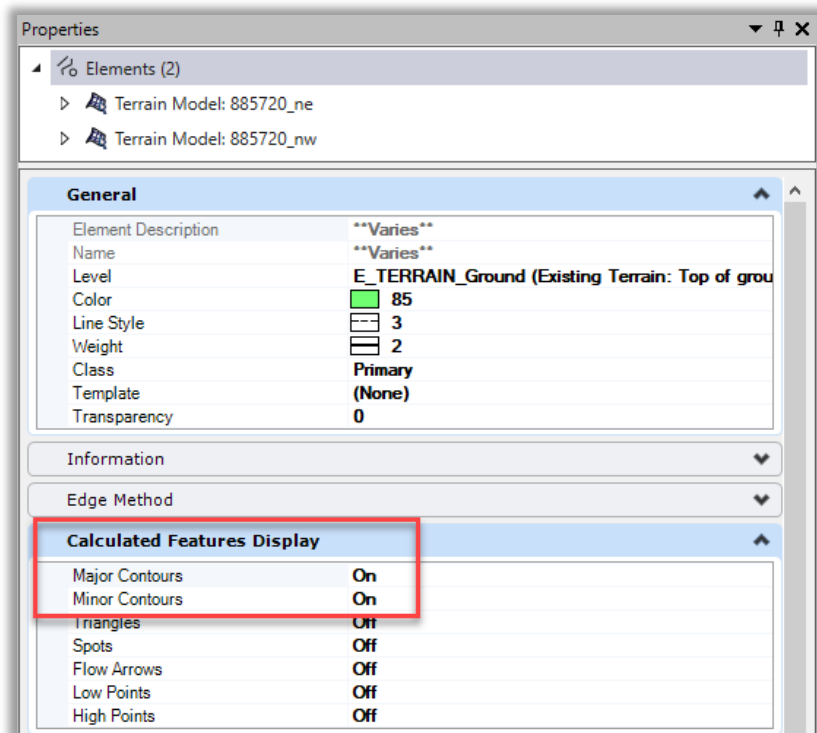 Properties
Elements (2)
Terrain Model: 885720_ne
Terrain Model: 885720_nw
General
Element Description **Varies**
Name **Varies**
Level E_TERRAIN_Ground (Existing Terrain: Top of grou
Color 85
Line Style 3
Weight 2
Class Primary
Template (None)
Transparency 0
Information
Edge Method
Calculated Features Display
Major Contours On
Minor Contours On
Triangles Off
Spots Off
Flow Arrows Off
Low Points Off
High Points Off